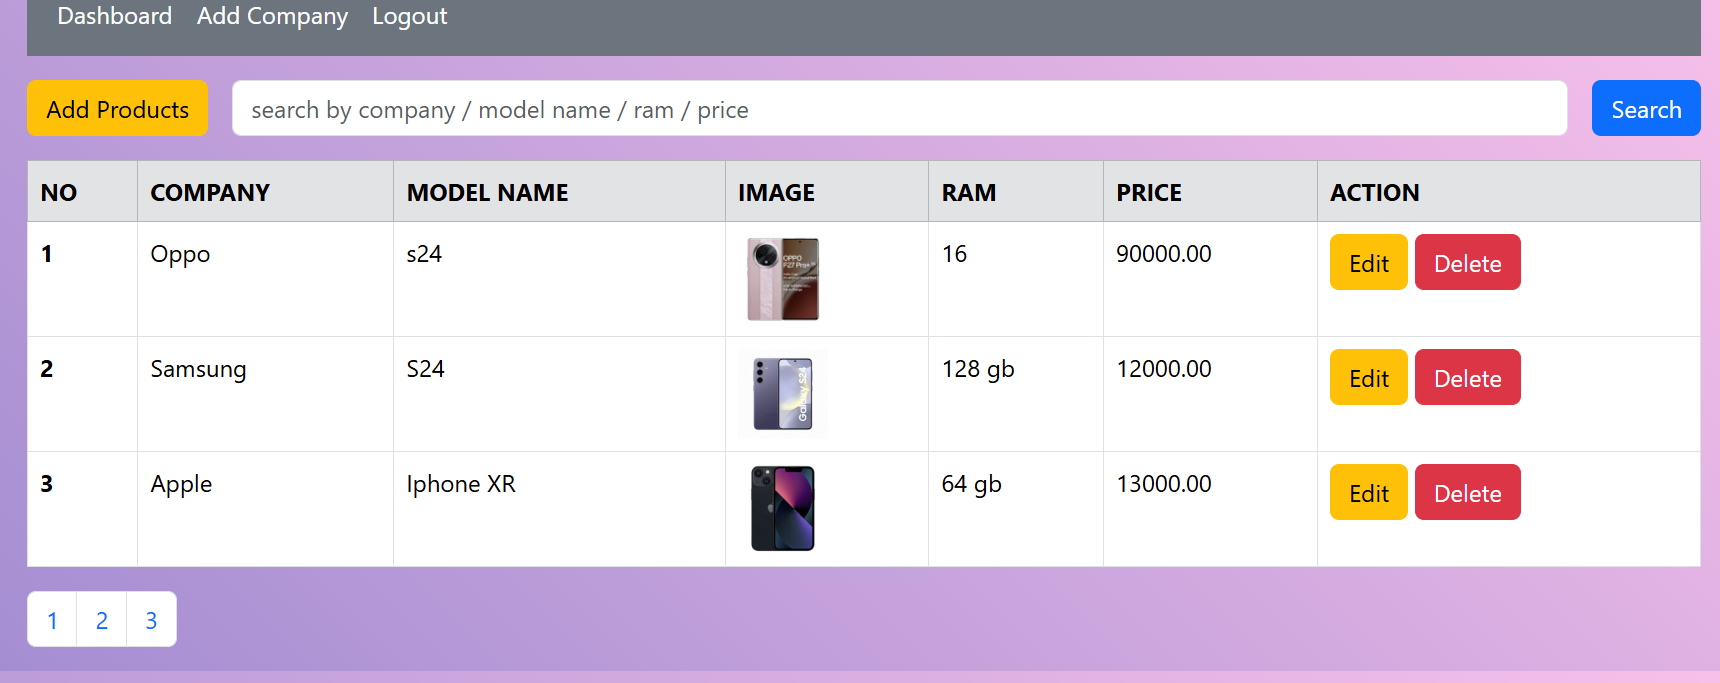 Dashboard Add Company Logout
Add Products search by company / model name / ram / price Search
NO COMPANY MODEL NAME IMAGE RAM PRICE ACTION
1 Oppo s24 16 90000.00 Edit Delete
OPPO
F27 Pro+
2 Samsung S24 128 gb 12000.00 Edit Delete
Galaxy S24
3 Apple Iphone XR 64 gb 13000.00 Edit Delete
1 2 3